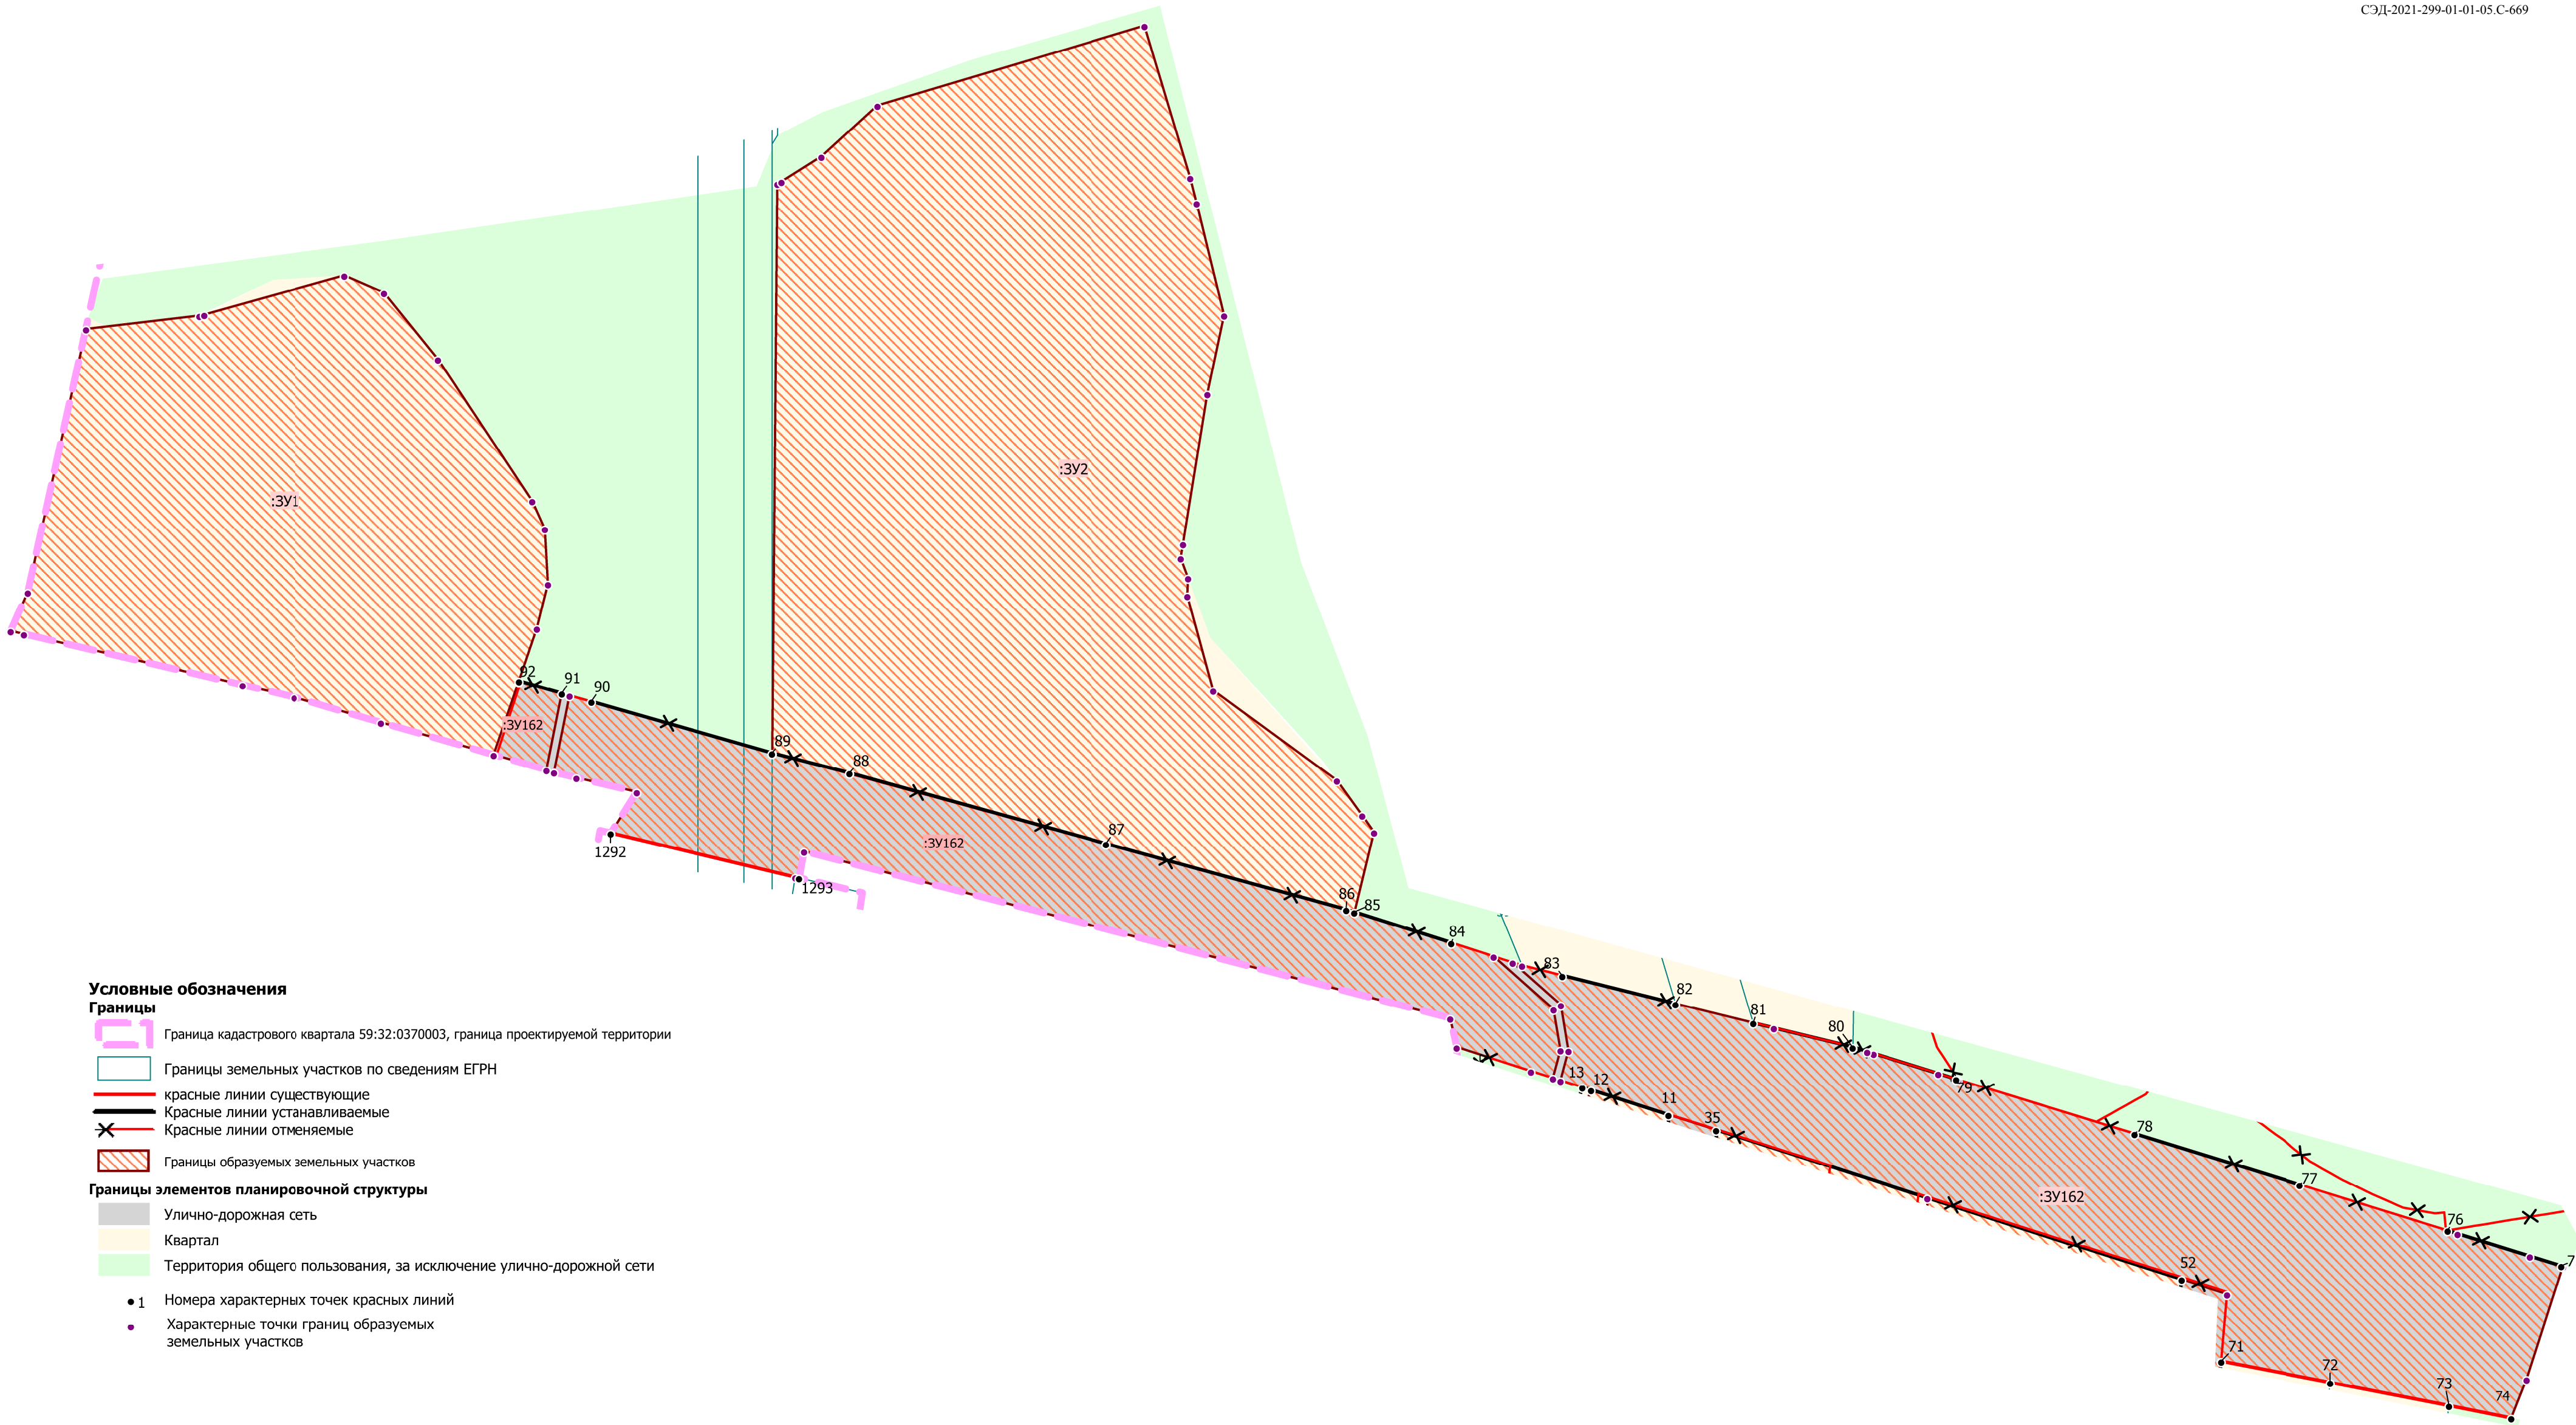 СЭД-2021-299-01-01-05.С-669
:ЗУ2
:ЗУ1
92
91
90
:ЗУ162
89
88
87
:ЗУ162
1292
1293
86
85
84
83
82
81
80
79
78
77
76
13
12
11
35
:ЗУ162
52
71
72
73
74
Условные обозначения
Границы
Граница кадастрового квартала 59:32:0370003, граница проектируемой территории
Границы земельных участков по сведениям ЕГРН
красные линии существующие
Красные линии устанавливаемые
Красные линии отменяемые
Границы образуемых земельных участков
Границы элементов планировочной структуры
Улично-дорожная сеть
Квартал
Территория общего пользования, за исключение улично-дорожной сети
1 Номера характерных точек красных линий
Характерные точки границ образуемых
земельных участков